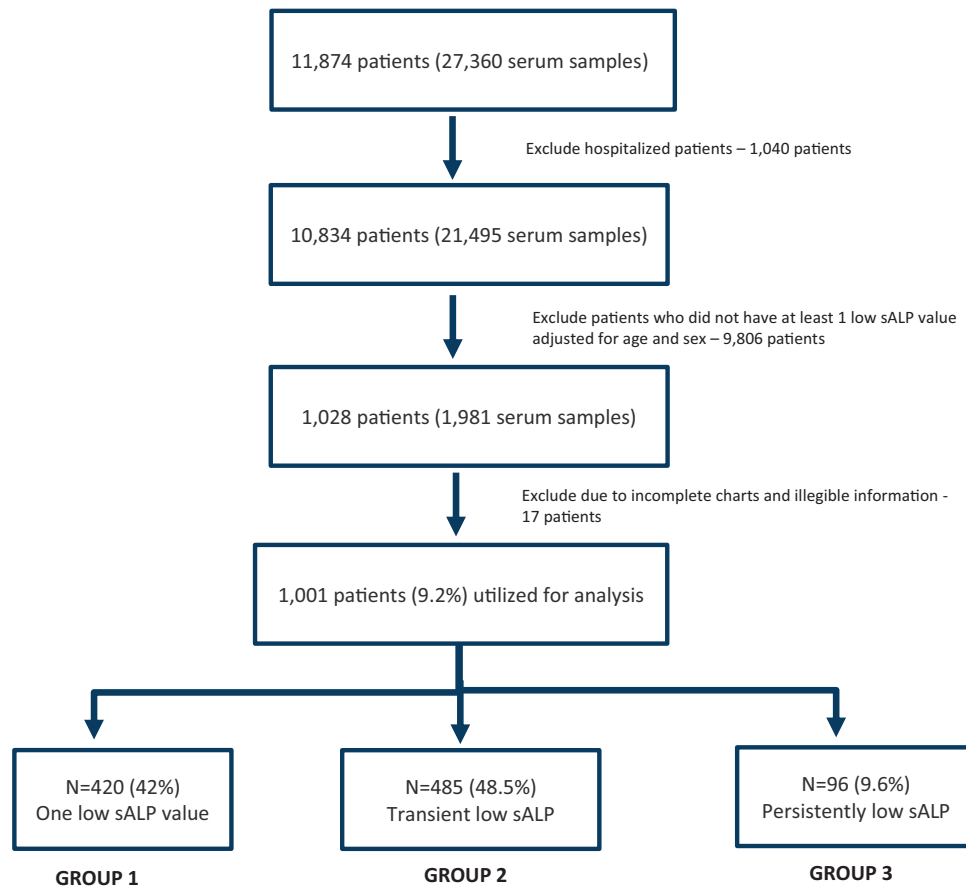 11,874 patients (27,360 serum samples)
Exclude hospitalized patients – 1,040 patients
10,834 patients (21,495 serum samples)
Exclude patients who did not have at least 1 low sALP value
adjusted for age and sex – 9,806 patients
1,028 patients (1,981 serum samples)
Exclude due to incomplete charts and illegible information -
17 patients
1,001 patients (9.2%) utilized for analysis
N=420 (42%)
One low sALP value
GROUP 1
N=485 (48.5%)
Transient low sALP
GROUP 2
N=96 (9.6%)
Persistently low sALP
GROUP 3